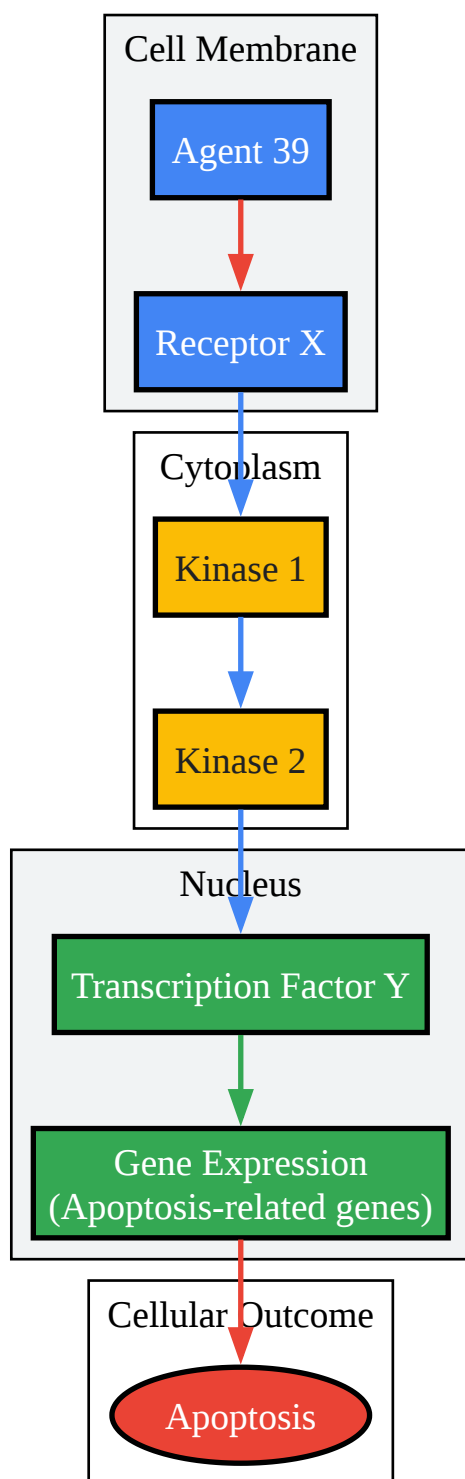 Cell Membrane
Agent 39
Receptor X
Cytoplasm
Kinase 1
Kinase 2
Nucleus
Transcription Factor Y
Gene Expression
(Apoptosis-related genes)
Cellular Outcome
Apoptosis